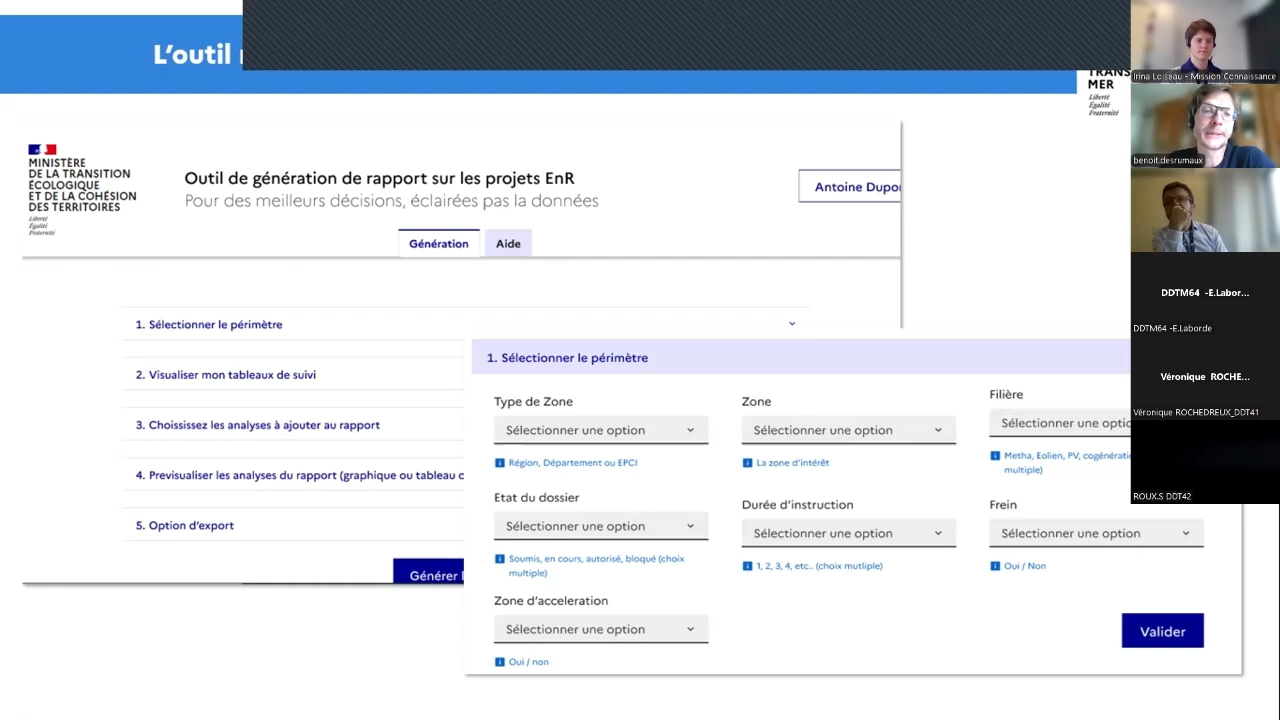 L'outil
TRANS
MER
Liberté
Égalité
Fraternité
MINISTÈRE
DE LA TRANSITION
ÉCOLOGIQUE
ET DE LA COHÉSION
DES TERRITOIRES
Liberté
Égalité
Fraternité
Outil de génération de rapport sur les projets EnR
Pour des meilleurs décisions, éclairées pas la données
Antoine Dupon
Génération
Aide
1. Sélectionner le périmètre
2. Visualiser mon tableaux de suivi
3. Choississez les analyses à ajouter au rapport
4. Previsualiser les analyses du rapport (graphique ou tableau c
5. Option d'export
Générer
1. Sélectionner le périmètre
Type de Zone
Sélectionner une option
Région, Département ou EPCI
Zone
Sélectionner une option
La zone d'intérêt
Filière
Sélectionner une optio
Metha, Eolien, PV, cogénératio
multiple)
Etat du dossier
Sélectionner une option
Soumis, en cours, autorisé, bloqué (choix
multiple)
Durée d'instruction
Sélectionner une option
1, 2, 3, 4, etc.. (choix mutliple)
Frein
Sélectionner une option
Oui / Non
Zone d'acceleration
Sélectionner une option
Oui / non
Valider
Irina Loiseau - Mission Connaissance
benoit.desrumaux
DDTM64 -E.Labor...
DDTM64 -E.Laborde
Véronique ROCHE...
Véronique ROCHEDREUX_DDT41
ROUX.S DDT42